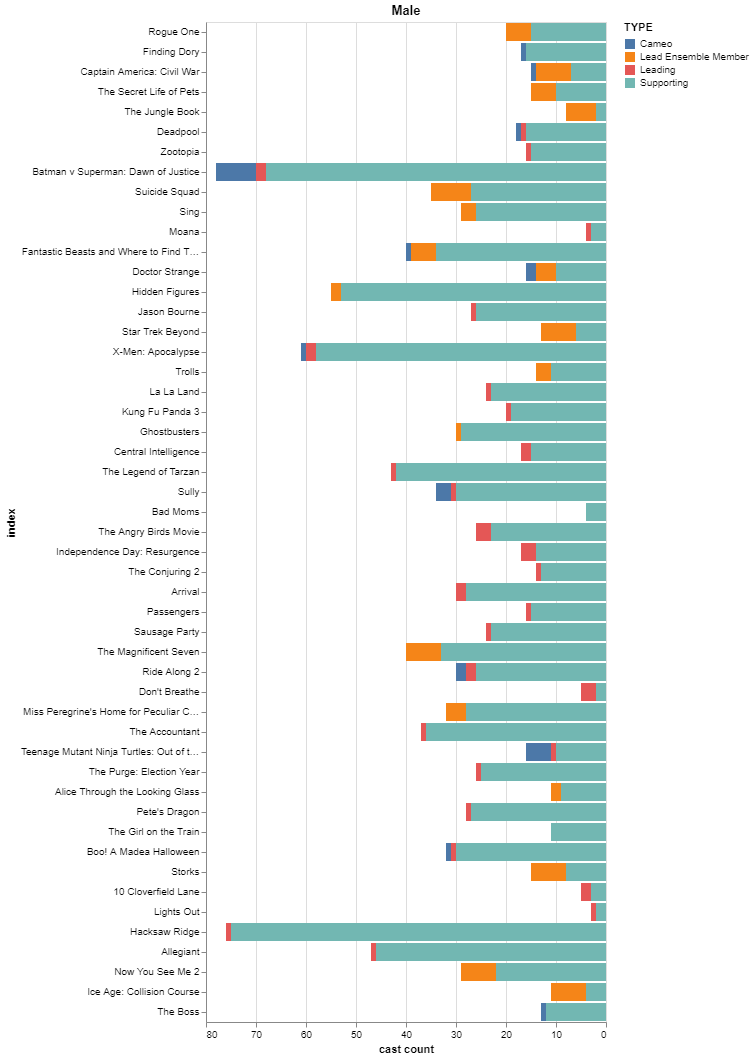 Male
TYPE
Cameo
Lead Ensemble Member
Leading
Supporting
index
Rogue One
Finding Dory
Captain America: Civil War
The Secret Life of Pets
The Jungle Book
Deadpool
Zootopia
Batman v Superman: Dawn of Justice
Suicide Squad
Sing
Moana
Fantastic Beasts and Where to Find T...
Doctor Strange
Hidden Figures
Jason Bourne
Star Trek Beyond
X-Men: Apocalypse
Trolls
La La Land
Kung Fu Panda 3
Ghostbusters
Central Intelligence
The Legend of Tarzan
Sully
Bad Moms
The Angry Birds Movie
Independence Day: Resurgence
The Conjuring 2
Arrival
Passengers
Sausage Party
The Magnificent Seven
Ride Along 2
Don't Breathe
Miss Peregrine's Home for Peculiar C...
The Accountant
Teenage Mutant Ninja Turtles: Out of t...
The Purge: Election Year
Alice Through the Looking Glass
Pete's Dragon
The Girl on the Train
Boo! A Madea Halloween
Storks
10 Cloverfield Lane
Lights Out
Hacksaw Ridge
Allegiant
Now You See Me 2
Ice Age: Collision Course
The Boss
80 70 60 50 40 30 20 10 0
cast count